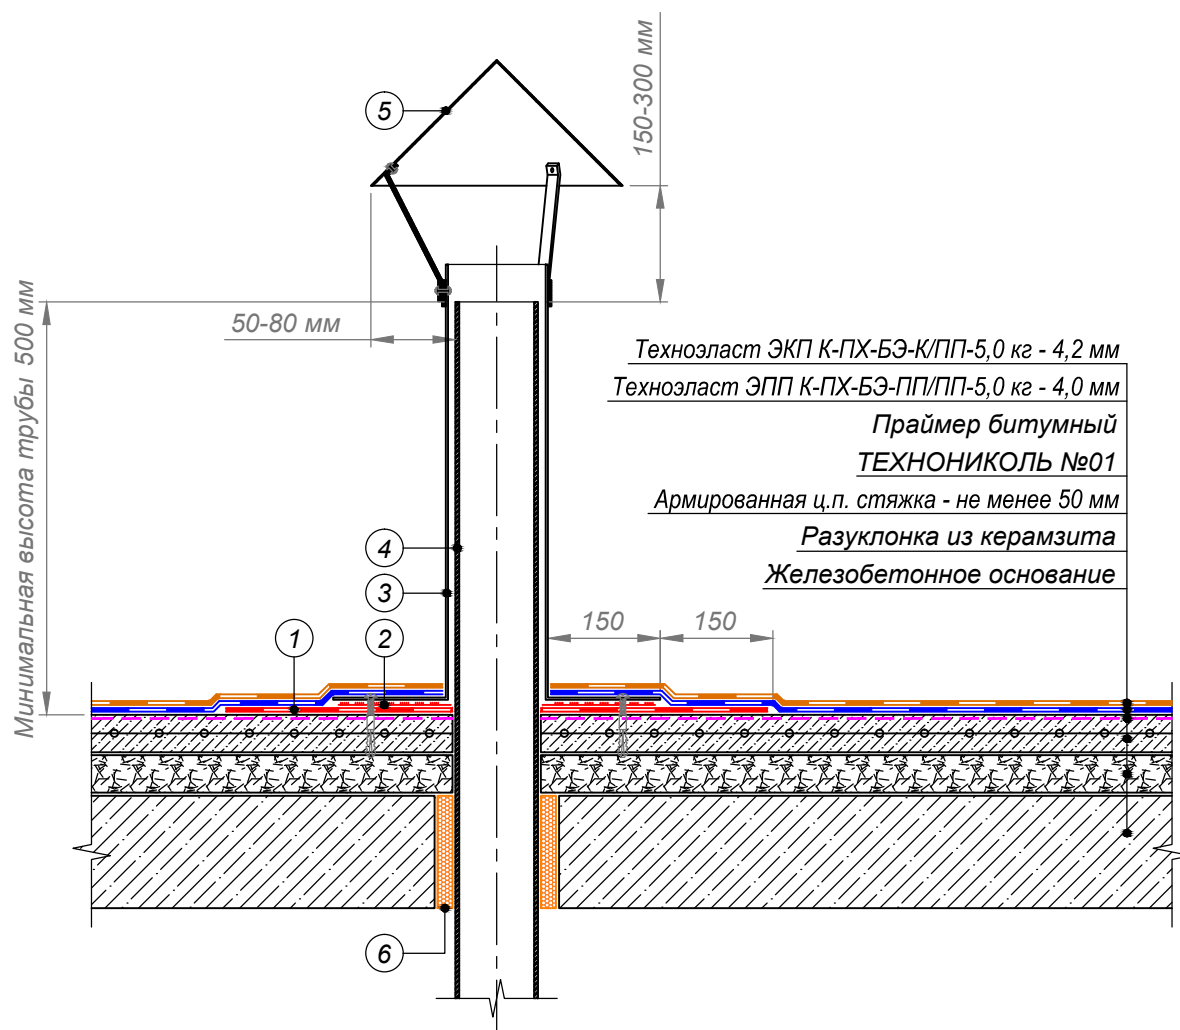 5
150-300 мм
Минимальная высота трубы 500 мм
50-80 мм
Техноэласт ЭКП К-ПХ-БЭ-К/ПП-5,0 кг - 4,2 мм
Техноэласт ЭПП К-ПХ-БЭ-ПП/ПП-5,0 кг - 4,0 мм
Праймер битумный
ТЕХНОНИКОЛЬ №01
Армированная ц.п. стяжка - не менее 50 мм
Разуклонка из керамзита
Железобетонное основание
4
3
1
2
150
150
6